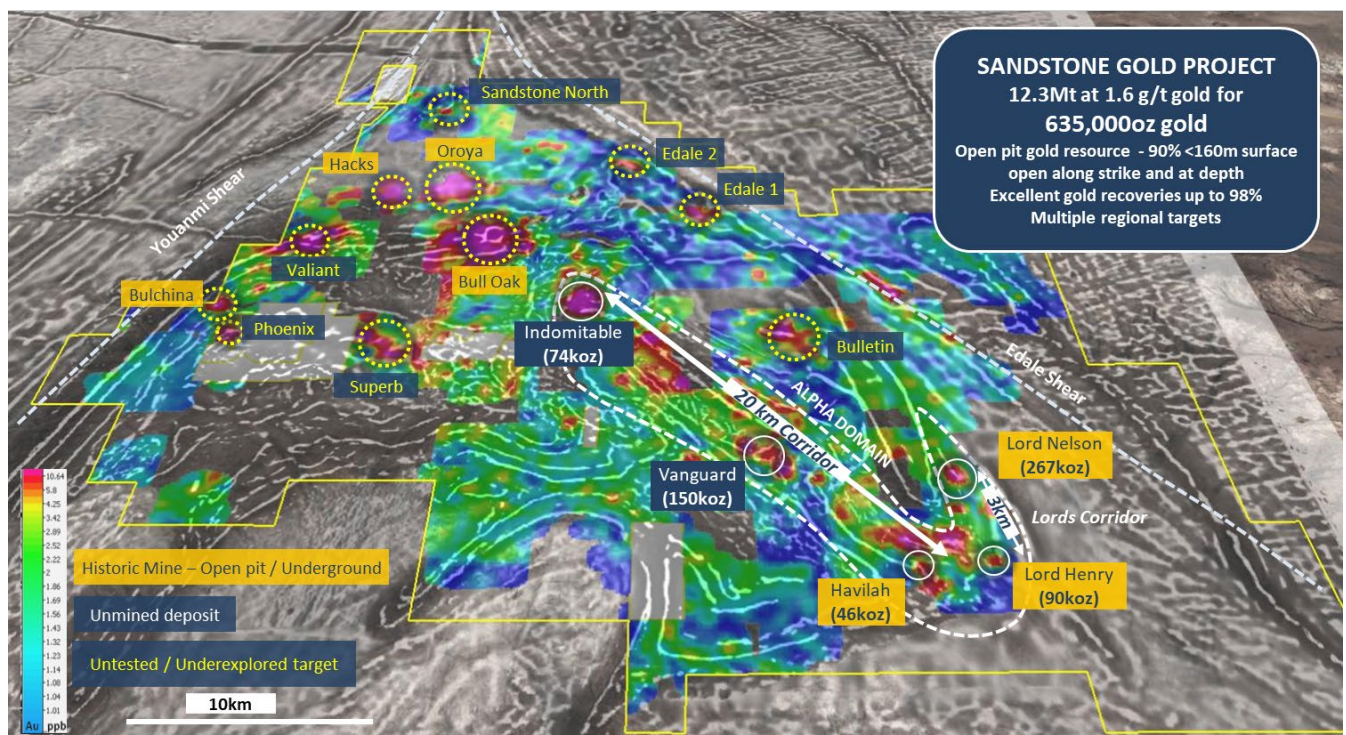 SANDSTONE GOLD PROJECT
12.3Mt at 1.6 g/t gold for
635,000oz gold
Open pit gold resource - 90% <160m surface
open along strike and at depth
Excellent gold recoveries up to 98%
Multiple regional targets
Sandstone North
Edale 2
Oroya
Hacks
Edale 1
Youanmi Shear
Valiant
Bull Oak
Bulchina
Phoenix
Indomitable
(74koz)
Bulletin
Superb
Edale Shear
ALPHA DOMAIN
20 km Corridor
Vanguard
(150koz)
Lord Nelson
(267koz)
3km
Lords Corridor
Havilah
(46koz)
Lord Henry
(90koz)
10.64
5.8
4.25
3.42
2.89
2.52
2.22
2
1.86
1.69
1.56
1.43
1.32
1.23
1.14
1.08
1.04
1.01
Au ppb
Historic Mine – Open pit / Underground
Unmined deposit
Untested / Underexplored target
10km